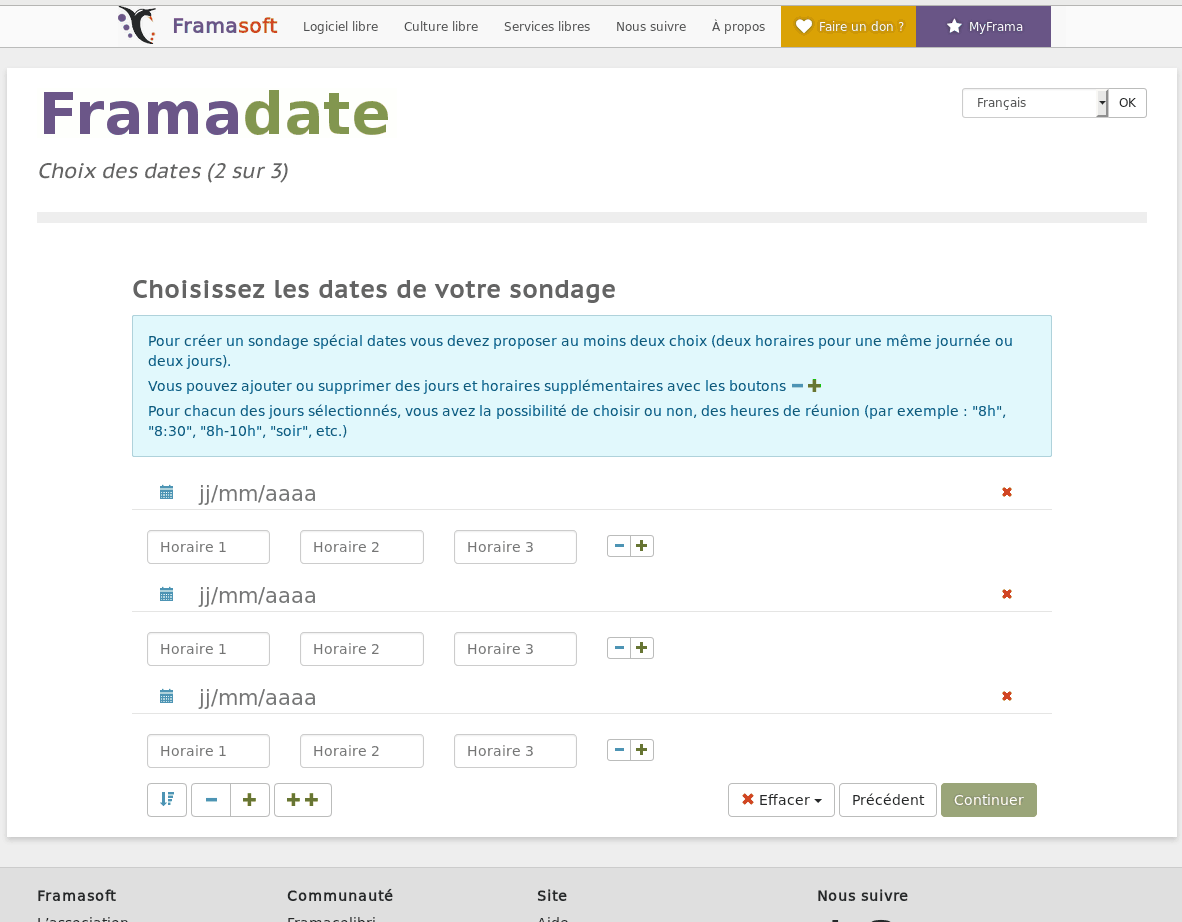 Framasoft
Logiciel libre
Culture libre
Services libres
Nous suivre
À propos
Faire un don ?
MyFrama
Framadate
Français
OK
Choix des dates (2 sur 3)
Choisissez les dates de votre sondage
Pour créer un sondage spécial dates vous devez proposer au moins deux choix (deux horaires pour une même journée ou
deux jours).
Vous pouvez ajouter ou supprimer des jours et horaires supplémentaires avec les boutons
Pour chacun des jours sélectionnés, vous avez la possibilité de choisir ou non, des heures de réunion (par exemple : "8h",
"8:30", "8h-10h", "soir", etc.)
jj/mm/aaaa
Horaire 1
Horaire 2
Horaire 3
jj/mm/aaaa
Horaire 1
Horaire 2
Horaire 3
jj/mm/aaaa
Horaire 1
Horaire 2
Horaire 3
Effacer
Précédent
Continuer
Framasoft
Communauté
Site
Nous suivre
L'association
Framacolibri
Aide